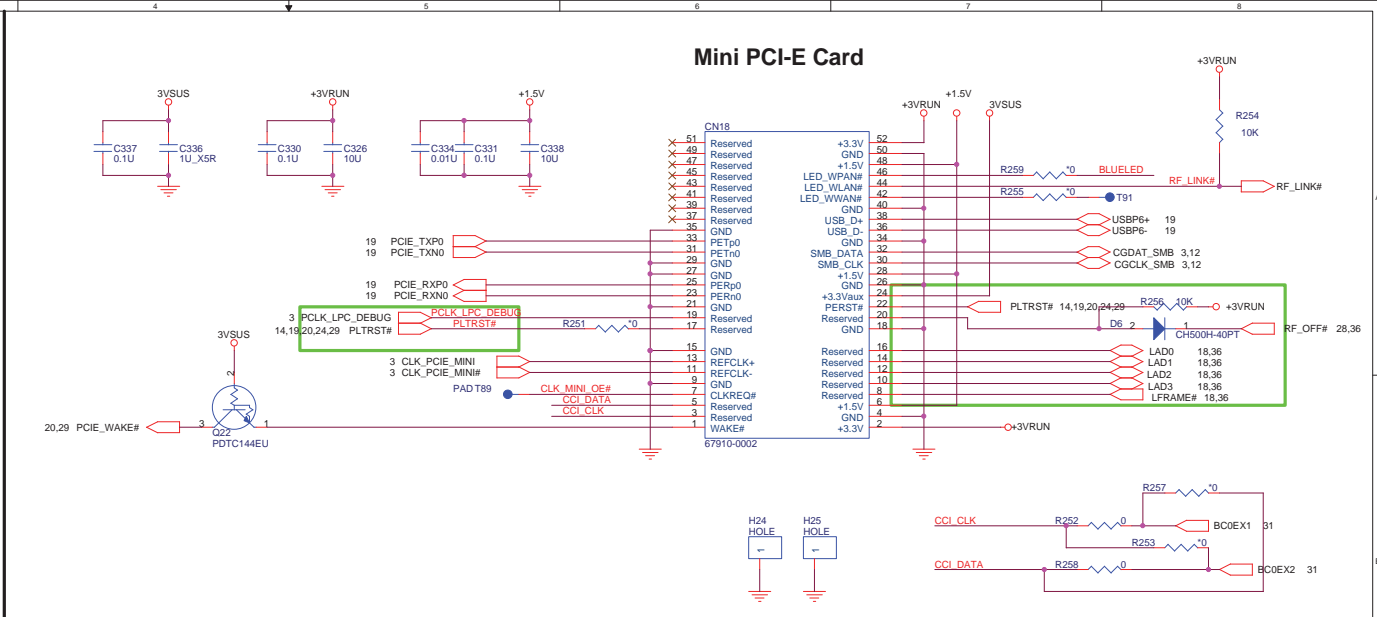 4 5 6 7 8
Mini PCI-E Card
3VSUS +3VRUN +1.5V
C337 0.1U
C336 1U_X5R
C330 0.1U
C326 10U
C334 0.01U
C331 0.1U
C338 10U
+3VRUN +1.5V 3VSUS
+3VRUN
R254
10K
CN18
51 Reserved +3.3V 52
49 Reserved GND 50
47 Reserved +1.5V 48
45 Reserved LED_WPAN# 46 R259 *0 BLUELED
43 Reserved LED_WLAN# 44 RF_LINK# RF_LINK#
41 Reserved LED_WWAN# 42 R255 *0 T91
39 Reserved GND 40
37 Reserved USB_D+ 38 USBP6+ 19
35 GND USB_D- 36 USBP6- 19
19 PCIE_TXP0 33 PETp0 GND 34
19 PCIE_TXN0 31 PETn0 SMB_DATA 32 CGDAT_SMB 3,12
29 GND SMB_CLK 30 CGCLK_SMB 3,12
27 GND +1.5V 28
19 PCIE_RXP0 25 PERp0 GND 26
19 PCIE_RXN0 23 PERn0 +3.3Vaux 24
21 GND PERST# 22 PLTRST# 14,19,20,24,29 R256 10K +3VRUN
3 PCLK_LPC_DEBUG PCLK_LPC_DEBUG 19 Reserved Reserved 20
14,19,20,24,29 PLTRST# PLTRST# R251 *0 17 Reserved GND 18 D6 2 1 CH500H-40PT RF_OFF# 28,36
15 GND Reserved 16 LAD0 18,36
3 CLK_PCIE_MINI 13 REFCLK+ Reserved 14 LAD1 18,36
3 CLK_PCIE_MINI# 11 REFCLK- Reserved 12 LAD2 18,36
9 GND Reserved 10 LAD3 18,36
PAD T89 CLK_MINI_OE# 7 CLKREQ# Reserved 8 LFRAME# 18,36
CCI_DATA 5 Reserved +1.5V 6
CCI_CLK 3 Reserved GND 4
1 WAKE# +3.3V 2 +3VRUN
67910-0002
3VSUS
2
20,29 PCIE_WAKE# 3 1
Q22
PDTC144EU
H24
HOLE
1
H25
HOLE
1
R257 *0
CCI_CLK R252 0 BC0EX1 31
R253 *0
CCI_DATA R258 0 BC0EX2 31